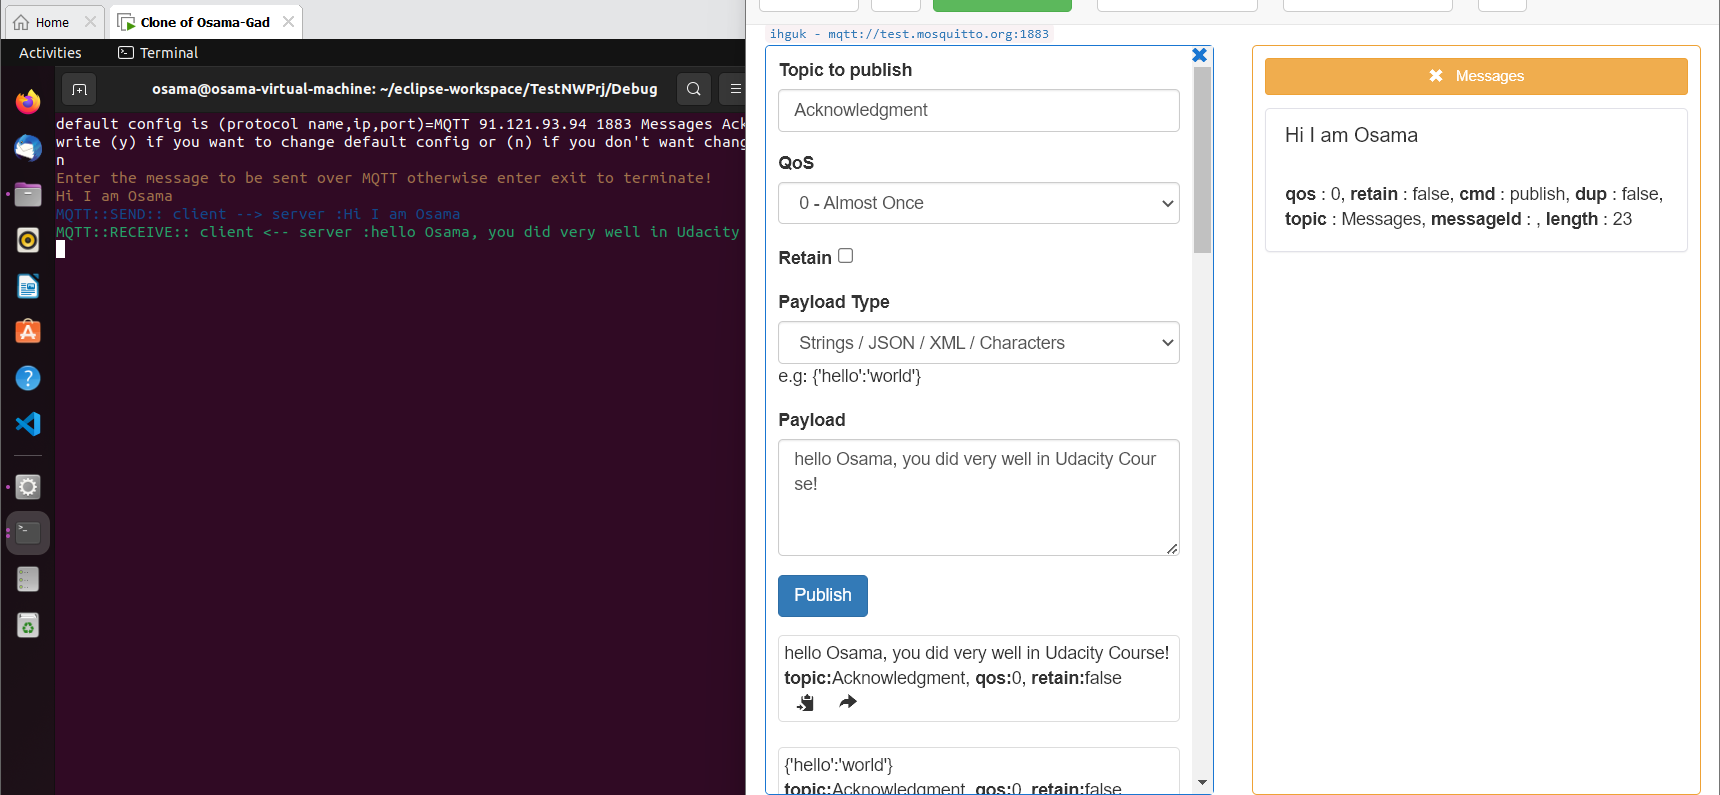 Home
Clone of Osama-Gad
Activities
Terminal
osama@osama-virtual-machine: ~/eclipse-workspace/TestNWPrj/Debug
default config is (protocol name,ip,port)=MQTT 91.121.93.94 1883 Messages Ack
write (y) if you want to change default config or (n) if you don't want chang
n
Enter the message to be sent over MQTT otherwise enter exit to terminate!
Hi I am Osama
MQTT::SEND:: client --> server :Hi I am Osama
MQTT::RECEIVE:: client <-- server :hello Osama, you did very well in Udacity
ihguk - mqtt://test.mosquitto.org:1883
Topic to publish
Acknowledgment
QoS
0 - Almost Once
Retain
Payload Type
Strings / JSON / XML / Characters
e.g: {'hello':'world'}
Payload
hello Osama, you did very well in Udacity Cour
se!
Publish
hello Osama, you did very well in Udacity Course!
topic:Acknowledgment, qos:0, retain:false
{'hello':'world'}
topic:Acknowledgment, qos:0, retain:false
Messages
Hi I am Osama
qos : 0, retain : false, cmd : publish, dup : false,
topic : Messages, messageId : , length : 23